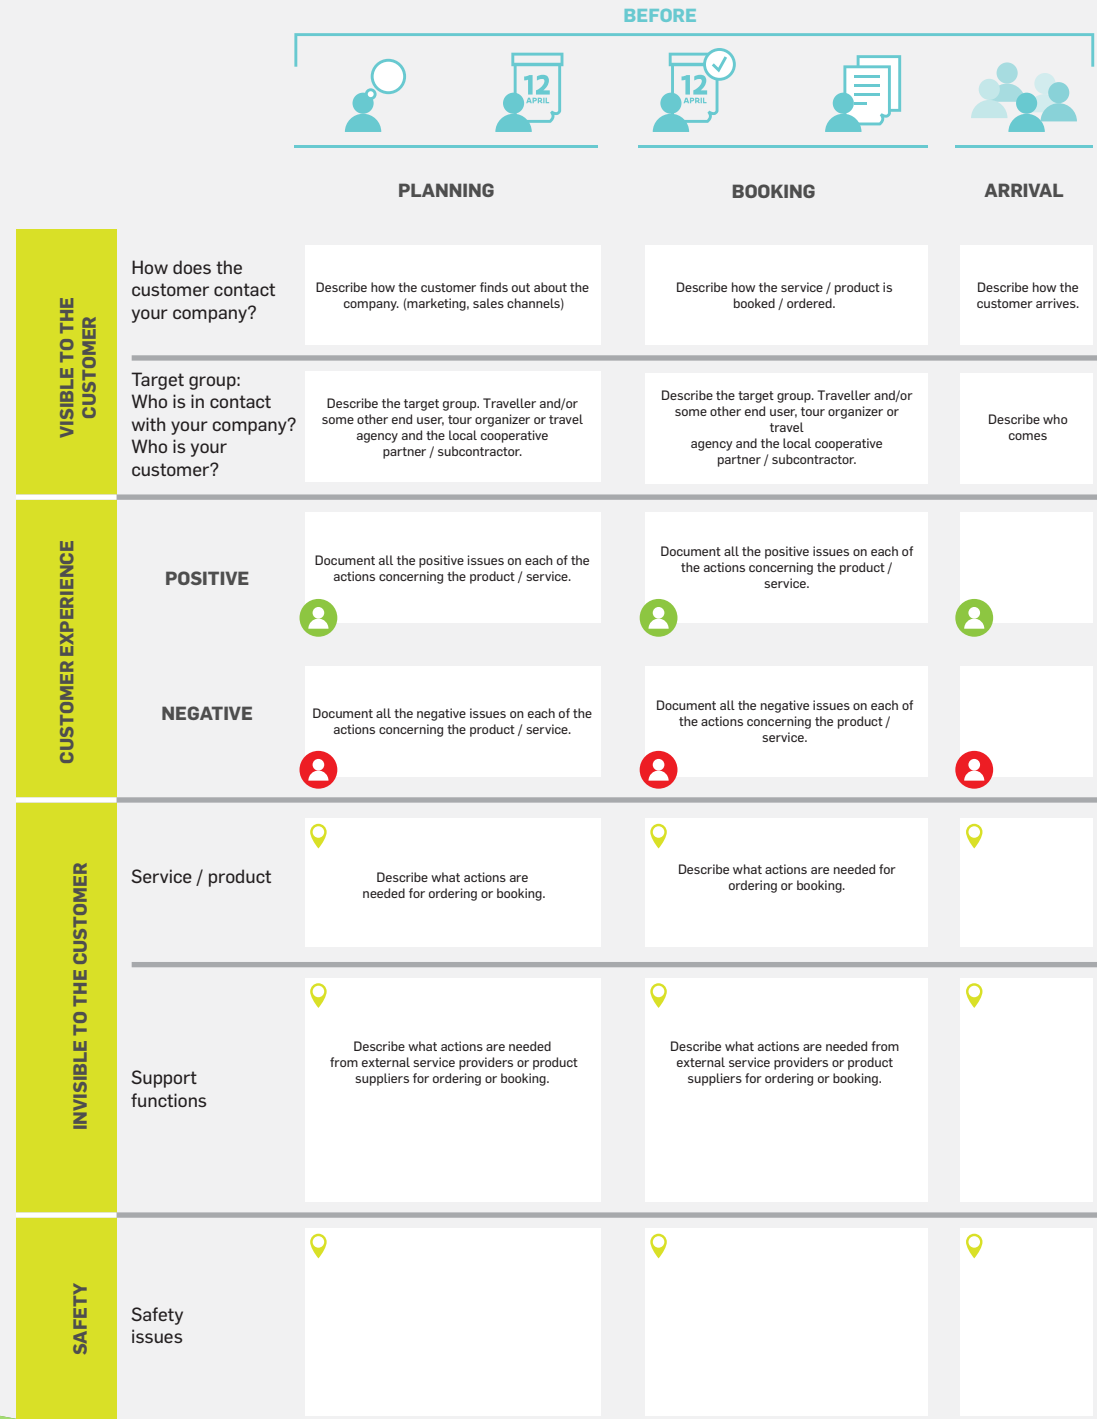 BEFORE
12
APRIL
12
APRIL
PLANNING
BOOKING
ARRIVAL
VISIBLE TO THE
CUSTOMER
How does the
customer contact
your company?
Describe how the customer finds out about the
company. (marketing, sales channels)
Describe how the service / product is
booked / ordered.
Describe how the
customer arrives.
Target group:
Who is in contact
with your company?
Who is your
customer?
Describe the target group. Traveller and/or
some other end user, tour organizer or travel
agency and the local cooperative
partner / subcontractor.
Describe the target group. Traveller and/or
some other end user, tour organizer or
travel
agency and the local cooperative
partner / subcontractor.
Describe who
comes
CUSTOMER EXPERIENCE
POSITIVE
Document all the positive issues on each of the
actions concerning the product / service.
Document all the positive issues on each of
the actions concerning the product /
service.
NEGATIVE
Document all the negative issues on each of the
actions concerning the product / service.
Document all the negative issues on each of
the actions concerning the product /
service.
INVISIBLE TO THE CUSTOMER
Service / product
Describe what actions are
needed for ordering or booking.
Describe what actions are needed for
ordering or booking.
Support
functions
Describe what actions are needed
from external service providers or product
suppliers for ordering or booking.
Describe what actions are needed from
external service providers or product
suppliers for ordering or booking.
SAFETY
Safety
issues